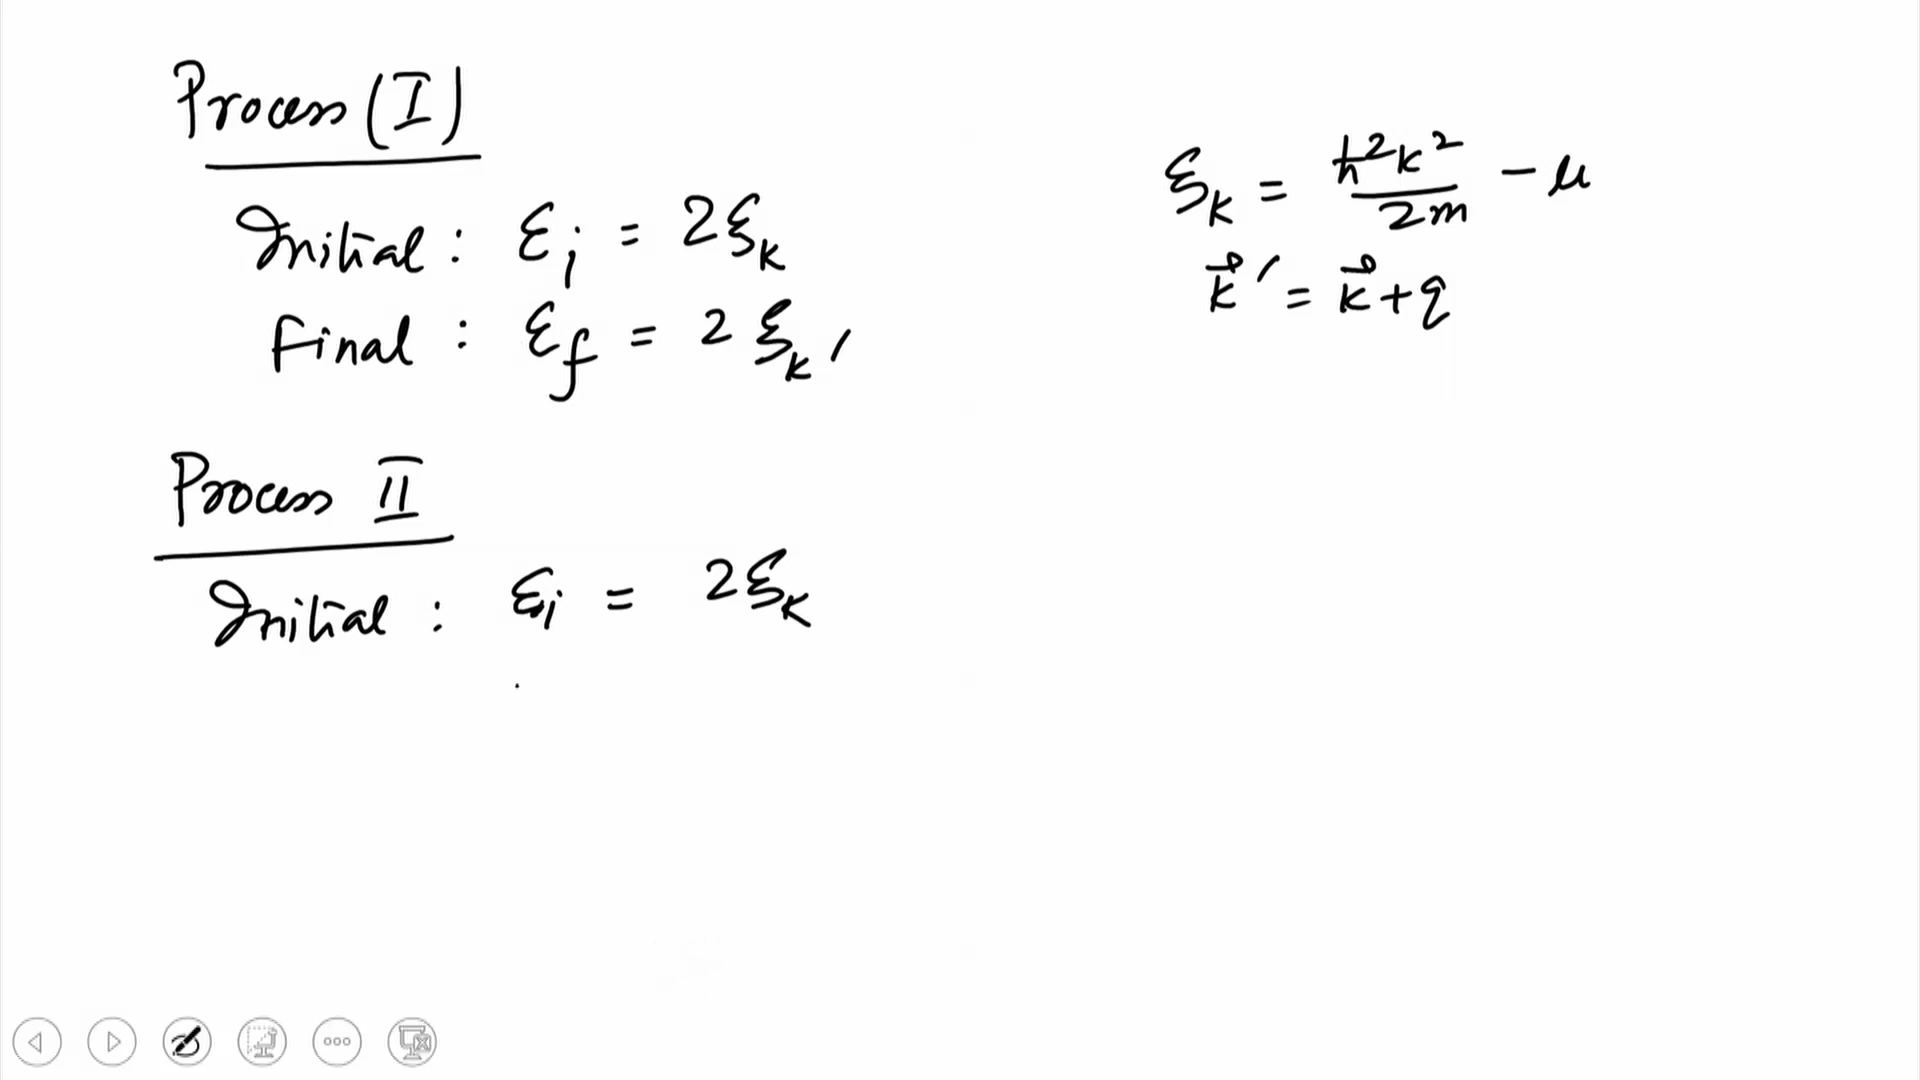 Process (I)
Initial : ε_i = 2ξ_k
Final : ε_f = 2ξ_k'
Process II
Initial : ε_i = 2ξ_k
ξ_k = ħ²k²/2m - μ
k⃗' = k⃗ + q